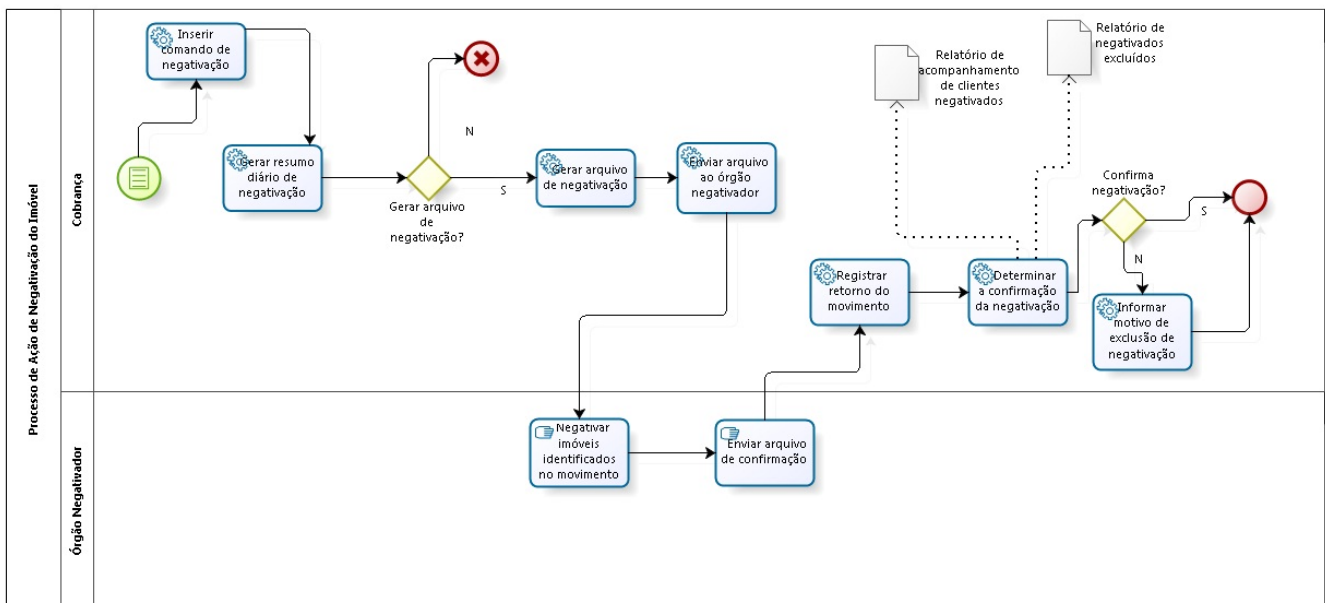 Processo de Ação de Negativação do Imóvel
Cobrança
Inserir
comando de
negativação
Gerar resumo
diário de
negativação
Gerar arquivo
de
negativação?
N
S
Gerar arquivo
de negativação
Enviar arquivo
ao órgão
negativador
Relatório de
acompanhamento
de clientes
negativados
Relatório de
negativados
excluídos
Registrar
retorno do
movimento
Determinar
a confirmação
da negativação
Confirma
negativação?
S
N
Informar
motivo de
exclusão de
negativação
Órgão Negativador
Negativar
imóveis
identificados
no movimento
Enviar arquivo
de confirmação